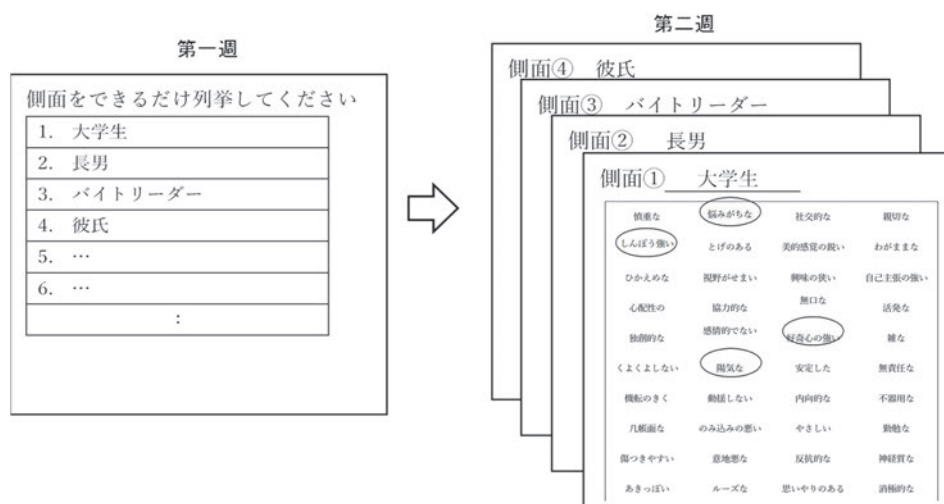 第一週
側面をできるだけ列挙してください
1. 大学生
2. 長男
3. バイトリーダー
4. 彼氏
5. …
6. …
:
第二週
側面④ 彼氏
側面③ バイトリーダー
側面② 長男
側面① 大学生
慎重な 悩みがちな 社交的な 親切な
しんぼう強い とげのある 美的感覚の鋭い わがままな
ひかえめな 視野がせまい 興味の狭い 自己主張の強い
心配性の 協力的な 無口な 活発な
独創的な 感情的でない 好奇心の強い 雑な
くよくよしない 陽気な 安定した 無責任な
機転のきく 動揺しない 内向的な 不器用な
几帳面な のみ込みの悪い やさしい 勤勉な
傷つきやすい 意地悪な 反抗的な 神経質な
あきっぽい ルーズな 思いやりのある 消極的な